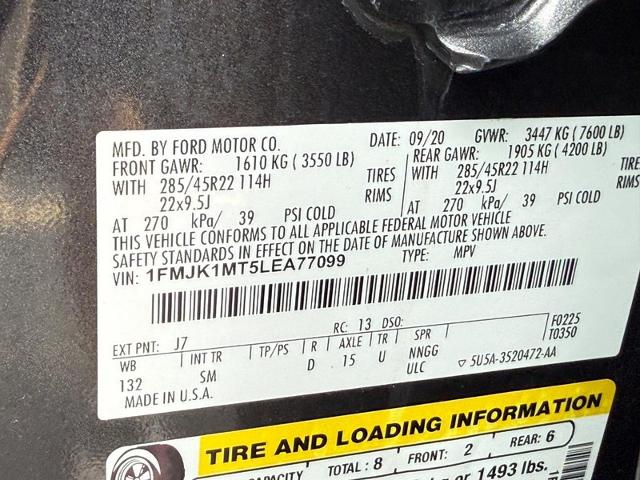 MFD. BY FORD MOTOR CO.
DATE: 09/20 GVWR: 3447 KG ( 7600 LB)
FRONT GAWR: 1610 KG ( 3550 LB) REAR GAWR: 1905 KG ( 4200 LB)
WITH 285/45R22 114H TIRES 285/45R22 114H TIRES
22x9.5J RIMS 22x9.5J RIMS
AT 270 kPa/ 39 PSI COLD AT 270 kPa/ 39 PSI COLD
THIS VEHICLE CONFORMS TO ALL APPLICABLE FEDERAL MOTOR VEHICLE
SAFETY STANDARDS IN EFFECT ON THE DATE OF MANUFACTURE SHOWN ABOVE.
VIN: 1FMJK1MT5LEA77099 TYPE: MPV
F0225
EXT PNT: J7 RC: 13 DSO: T0350
WB INT TR TP/PS R AXLE TR SPR
132 SM D 15 U NNGG
ULC ▽ 5U5A-3520472-AA
MADE IN U.S.A.
TIRE AND LOADING INFORMATION
CAPACITY TOTAL : 8 FRONT: 2 REAR: 6
or 1493 lbs.